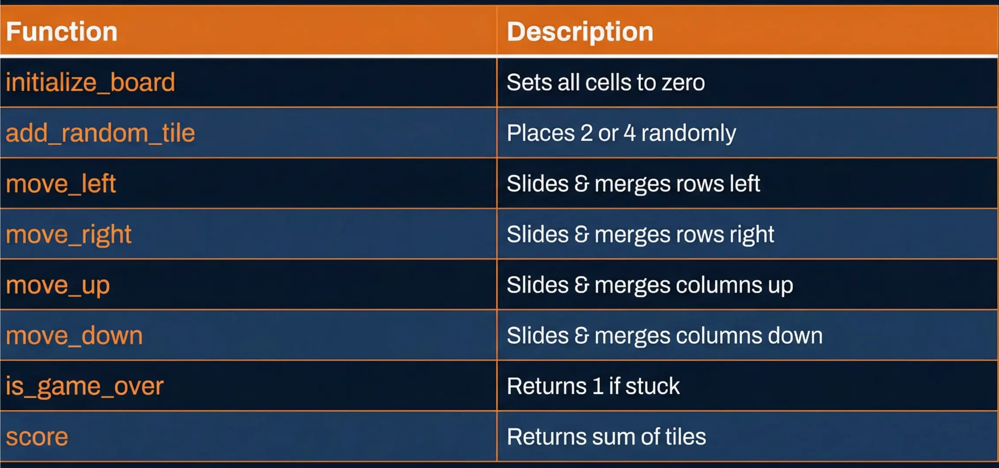 Function Description
initialize_board Sets all cells to zero
add_random_tile Places 2 or 4 randomly
move_left Slides & merges rows left
move_right Slides & merges rows right
move_up Slides & merges columns up
move_down Slides & merges columns down
is_game_over Returns 1 if stuck
score Returns sum of tiles